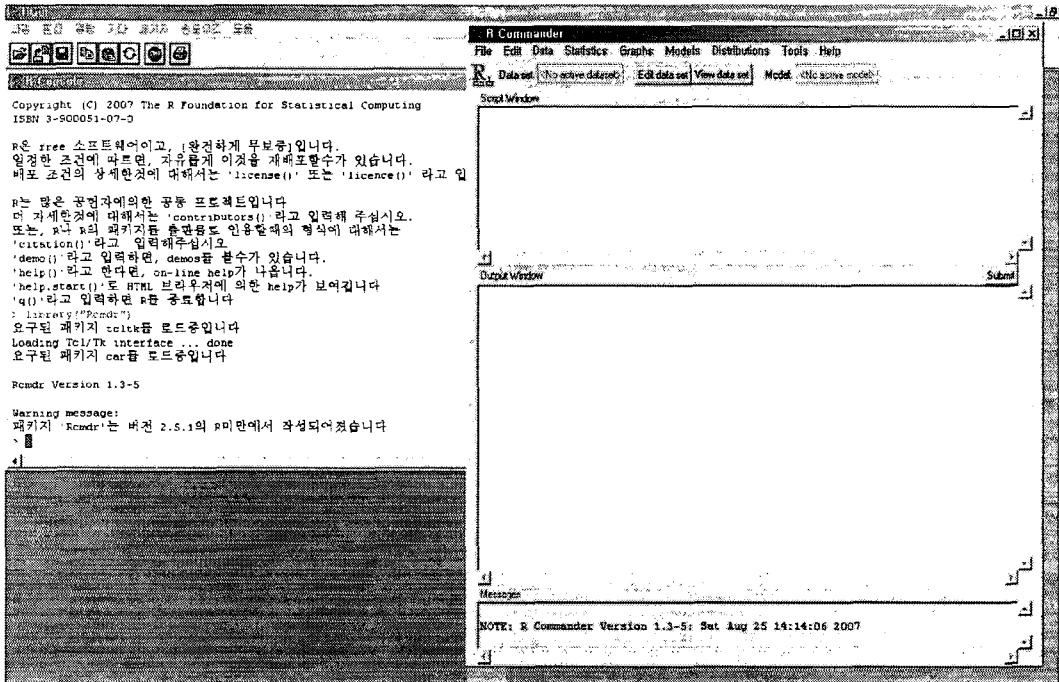 R Console
Copyright (C) 2007 The R Foundation for Statistical Computing
ISBN 3-900051-07-0
R은 free 소프트웨어이고, [완전하게 무보증]입니다.
일정한 조건에 따르면, 자유롭게 이것을 재배포할수가 있습니다.
배포 조건의 상세한것에 대해서는 'license()' 또는 'licence()' 라고 입
R는 많은 공헌자에의한 공동 프로젝트입니다
더 자세한것에 대해서는 'contributors()'라고 입력해 주십시오.
또는, R나 R의 패키지를 출판물로 인용할때의 형식에 대해서는
'citation()'라고 입력해주십시오
'demo()'라고 입력하면, demos를 볼수가 있습니다.
'help()'라고 한다면, on-line help가 나옵니다.
'help.start()'로 HTML 브라우저에 의한 help가 보여집니다
'q()'라고 입력하면 R를 종료합니다
> library("Rcmdr")
요구된 패키지 tcltk를 로드중입니다
Loading Tcl/Tk interface ... done
요구된 패키지 car를 로드중입니다
Rcmdr Version 1.3-5
Warning message:
패키지 'Rcmdr'는 버전 2.5.1의 R미만에서 작성되어졌습니다
>
R Commander
File Edit Data Statistics Graphs Models Distributions Tools Help
Data set: <No active dataset> Edit data set View data set Model: <No active model>
Script Window
Output Window Submit
Messages
NOTE: R Commander Version 1.3-5: Sat Aug 25 14:14:06 2007